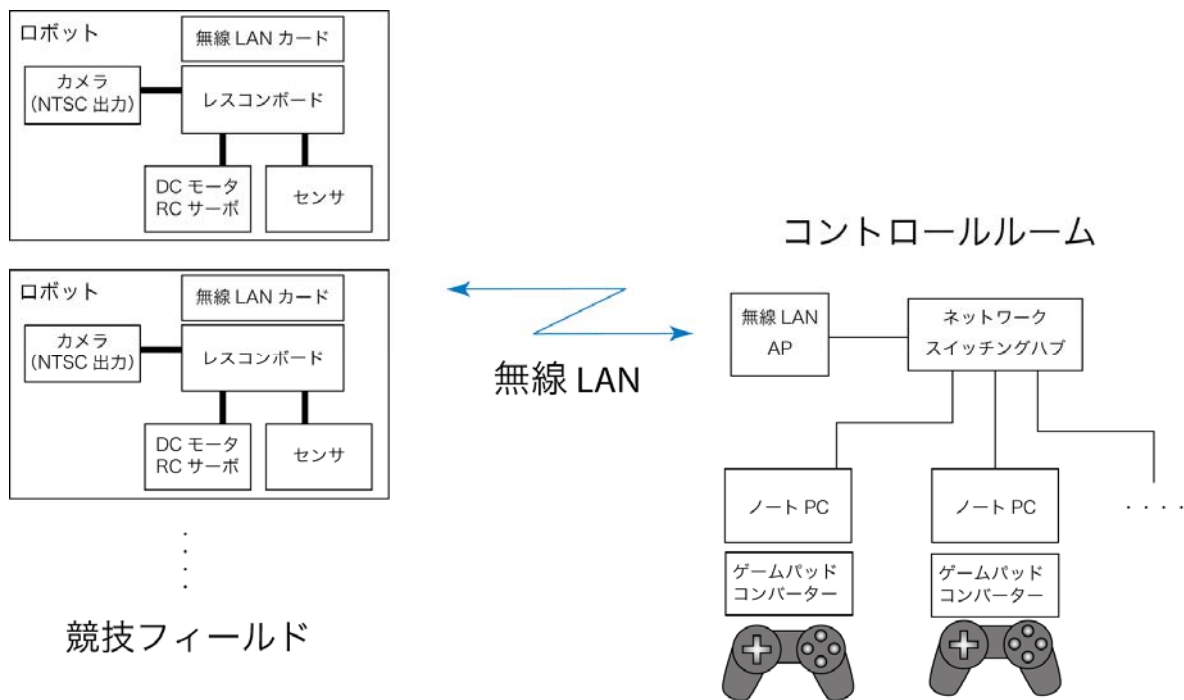 ロボット
無線 LAN カード
カメラ
(NTSC 出力)
レスコンボード
DC モータ
RC サーボ
センサ
ロボット
無線 LAN カード
カメラ
(NTSC 出力)
レスコンボード
DC モータ
RC サーボ
センサ
・・・・
競技フィールド
無線 LAN
コントロールルーム
無線 LAN
AP
ネットワーク
スイッチングハブ
ノート PC
ノート PC
・・・・
ゲームパッド
コンバーター
ゲームパッド
コンバーター